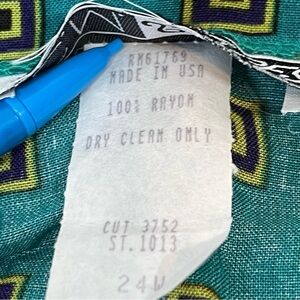 RN61769
MADE IN USA
100% RAYON
DRY CLEAN ONLY
CUT 3752
ST.1013
24W